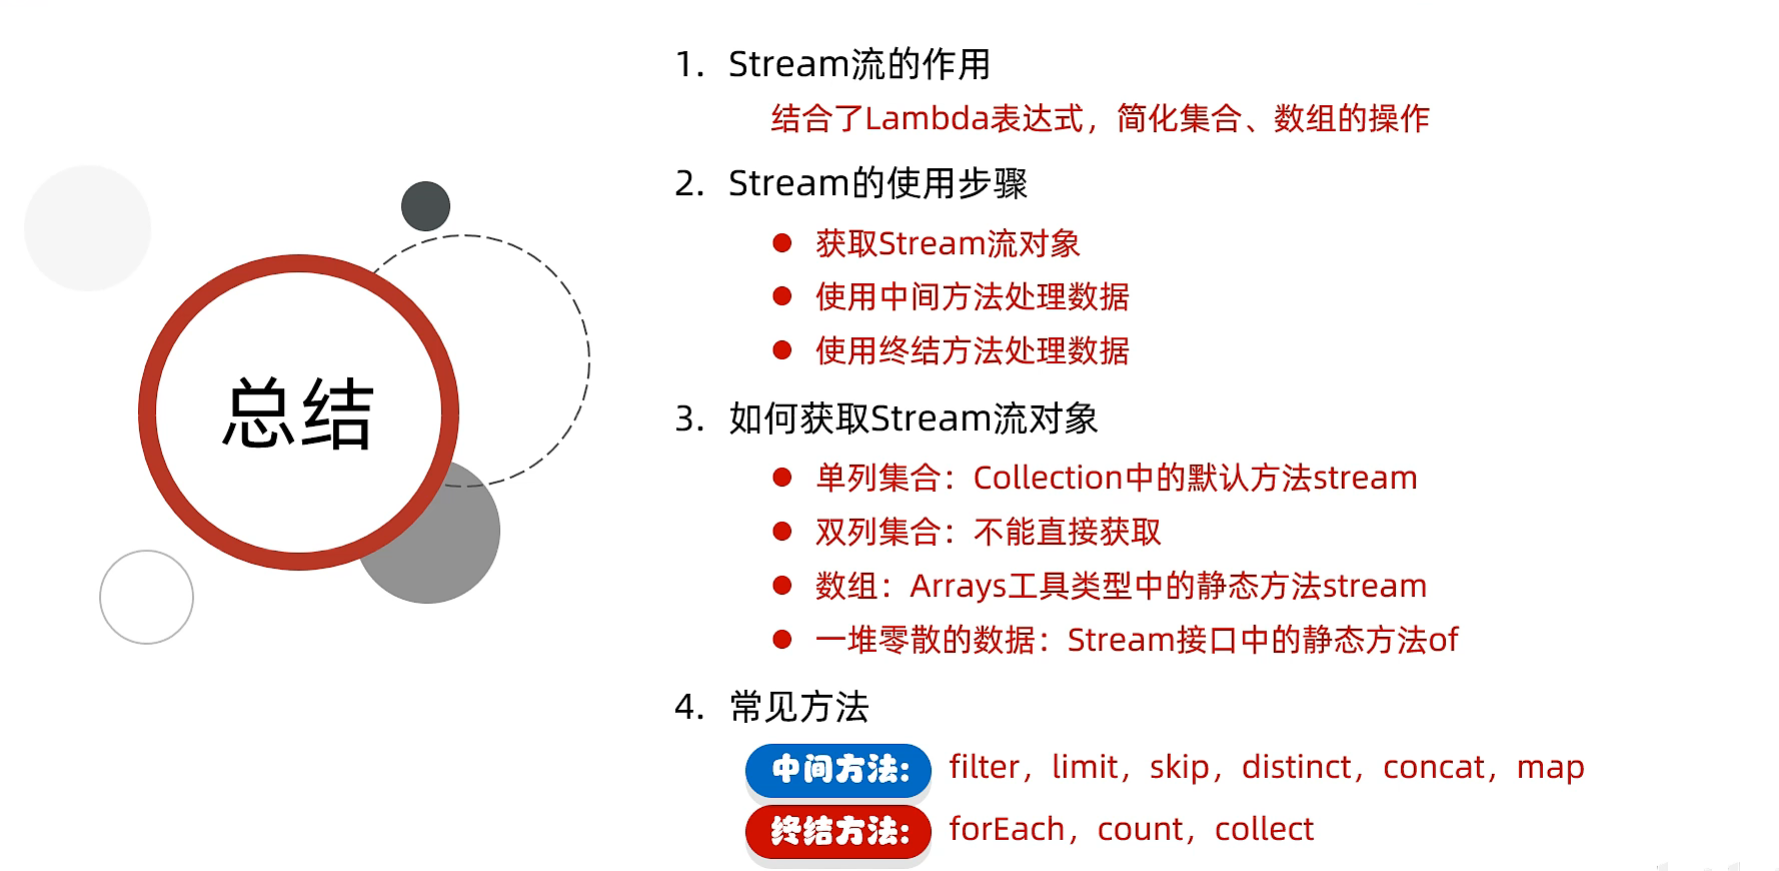 总结
1. Stream流的作用
结合了Lambda表达式，简化集合、数组的操作
2. Stream的使用步骤
● 获取Stream流对象
● 使用中间方法处理数据
● 使用终结方法处理数据
3. 如何获取Stream流对象
● 单列集合：Collection中的默认方法stream
● 双列集合：不能直接获取
● 数组：Arrays工具类型中的静态方法stream
● 一堆零散的数据：Stream接口中的静态方法of
4. 常见方法
中间方法: filter，limit，skip，distinct，concat，map
终结方法: forEach，count，collect